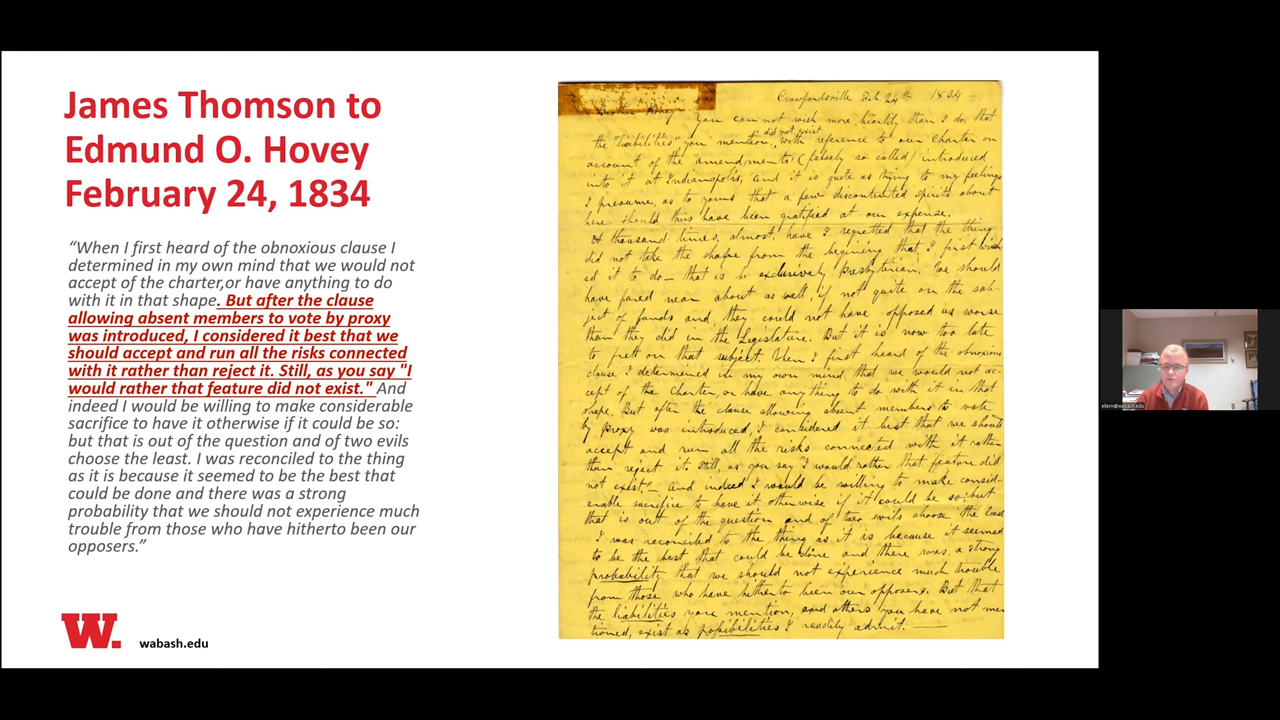 James Thomson to
Edmund O. Hovey
February 24, 1834
“When I first heard of the obnoxious clause I
determined in my own mind that we would not
accept of the charter,or have anything to do
with it in that shape. But after the clause
allowing absent members to vote by proxy
was introduced, I considered it best that we
should accept and run all the risks connected
with it rather than reject it. Still, as you say "I
would rather that feature did not exist." And
indeed I would be willing to make considerable
sacrifice to have it otherwise if it could be so:
but that is out of the question and of two evils
choose the least. I was reconciled to the thing
as it is because it seemed to be the best that
could be done and there was a strong
probability that we should not experience much
trouble from those who have hitherto been our
opposers.”
W.
wabash.edu
Crawfordsville Feb. 24th 1834
Brother Hovey You can not wish more heartily than I do that
did not exist
the "liabilities" you mention, with reference to our Charter on
account of the "amendments" (falsely so called) introduced
into it at Indianapolis, and it is quite as trying to my feelings
I presume, as to yours that a few discontented spirits about
here should thus have been gratified at our expense.
A thousand times, almost, have I regretted that the thing
did not take the shape from the begining that I first wish
ed it to do - that is be exclusively Presbyterian. We should
have fared near about as well, if not quite on the sub-
ject of funds and they could not have opposed us worse
than they did in the Legislature. But it is now too late
to frett on that subject. When I first heard of the obnoxious
clause I determined in my own mind, that we would not ac-
cept of the charter, or have any thing to do with it in that
shape. But after the clause allowing absent members to vote
by proxy was introduced, I considered it best that we should
accept and run all the risks connected with it rather
than reject it. Still, as you say "I would rather that feature did
not exist." - and indeed I would be willing to make consid-
erable sacrifice to have it otherwise if it could be so: but
that is out of the question and of two evils choose the least
I was reconciled to the thing as it is because it seemed
to be the best that could be done and there was a strong
probability that we should not experience much trouble
from those who have hitherto been our opposers. But that
the liabilities you mention, and others you have not men
tioned, exist as possibilities I readily admit. —
ellern@wabash.edu